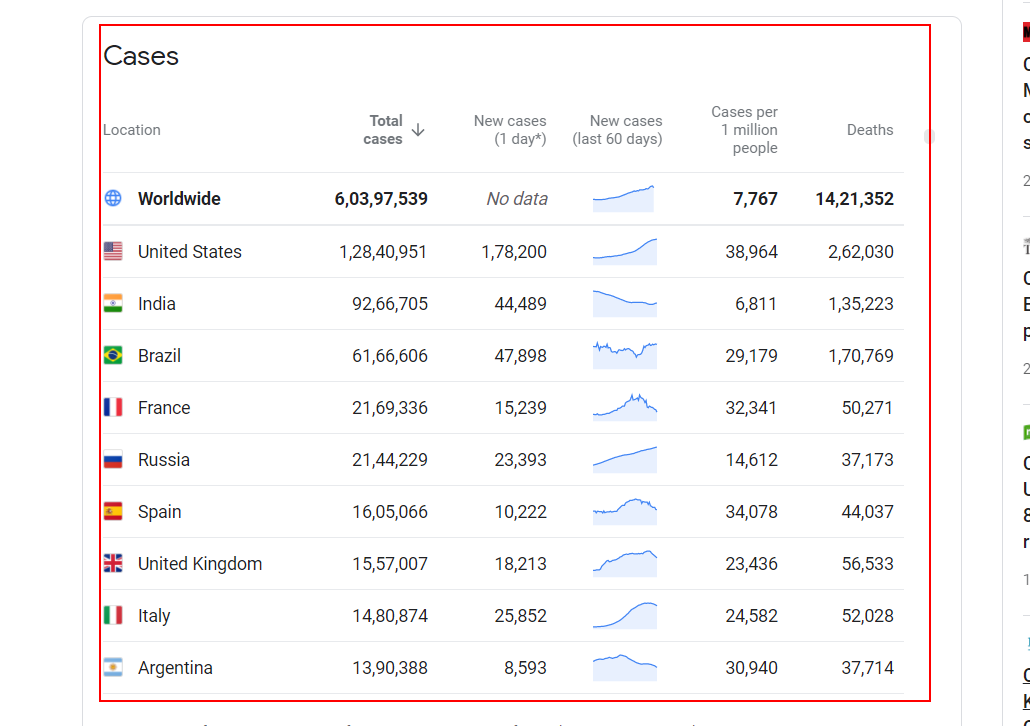 Cases
Location Total cases New cases (1 day*) New cases (last 60 days) Cases per 1 million people Deaths
Worldwide 6,03,97,539 No data 7,767 14,21,352
United States 1,28,40,951 1,78,200 38,964 2,62,030
India 92,66,705 44,489 6,811 1,35,223
Brazil 61,66,606 47,898 29,179 1,70,769
France 21,69,336 15,239 32,341 50,271
Russia 21,44,229 23,393 14,612 37,173
Spain 16,05,066 10,222 34,078 44,037
United Kingdom 15,57,007 18,213 23,436 56,533
Italy 14,80,874 25,852 24,582 52,028
Argentina 13,90,388 8,593 30,940 37,714